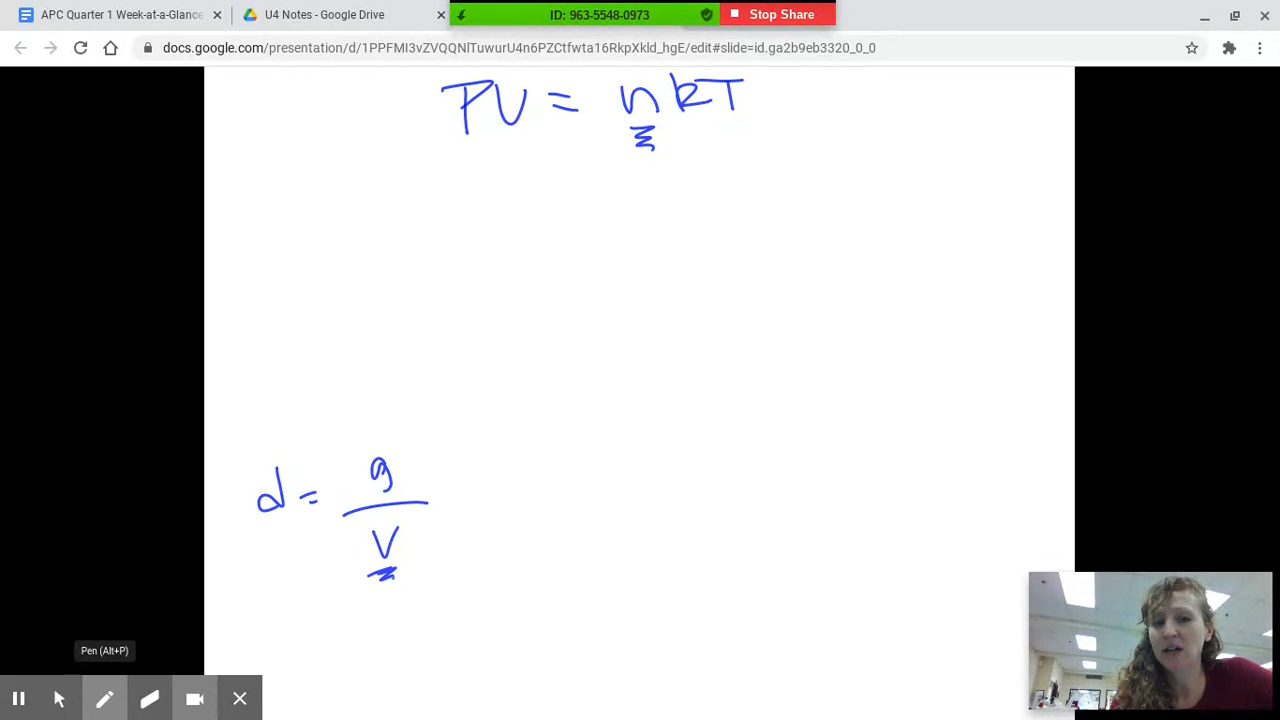 APC Quarter 1 Week-at-a-Glance
U4 Notes - Google Drive
ID: 963-5548-0973
Stop Share
docs.google.com/presentation/d/1PPFMI3vZVQQNlTuwurU4n6PZCtfwta16RkpXkld_hgE/edit#slide=id.ga2b9eb3320_0_0
PV = nRT
d = g
V
Pen (Alt+P)